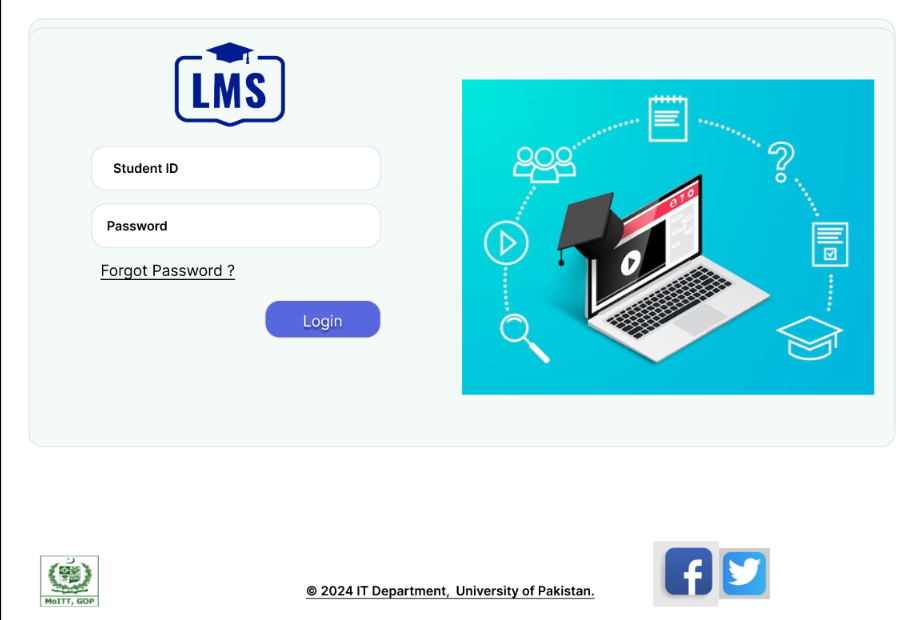 LMS
Student ID
Password
Forgot Password ?
Login
?
?
MoITT, GOP
© 2024 IT Department, University of Pakistan.
f